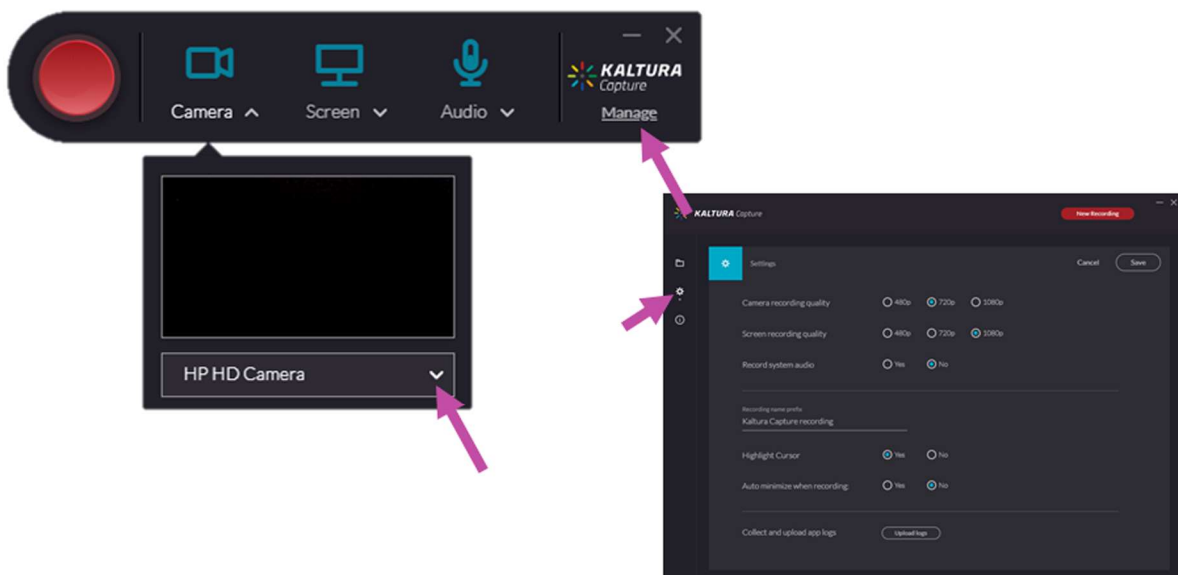 KALTURA
Capture
Camera Screen Audio Manage
HP HD Camera
KALTURA Capture New Recording
Settings Cancel Save
Camera recording quality 480p 720p 1080p
Screen recording quality 480p 720p 1080p
Record system audio Yes No
Recording name prefix
Kaltura Capture recording
Highlight Cursor Yes No
Auto minimize when recording: Yes No
Collect and upload app logs Upload logs